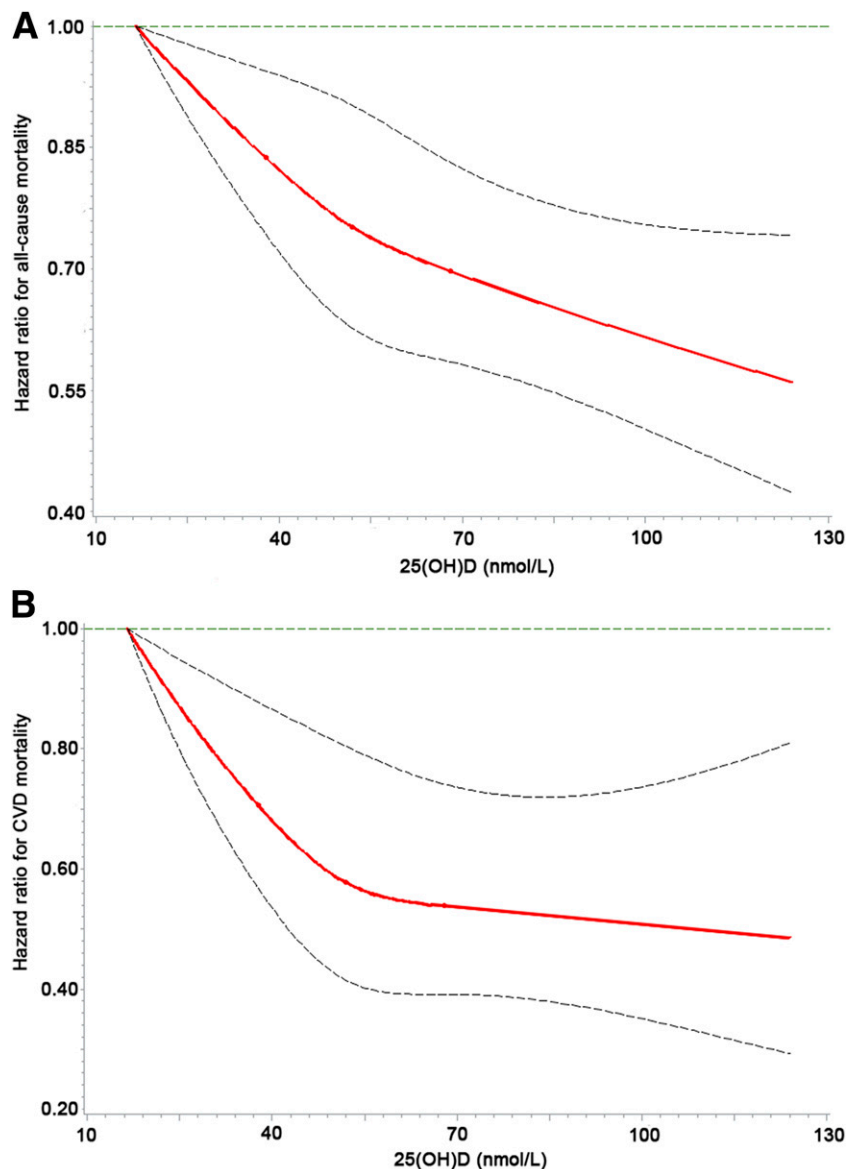 A
Hazard ratio for all-cause mortality
1.00
0.85
0.70
0.55
0.40
10 40 70 100 130
25(OH)D (nmol/L)
B
Hazard ratio for CVD mortality
1.00
0.80
0.60
0.40
0.20
10 40 70 100 130
25(OH)D (nmol/L)